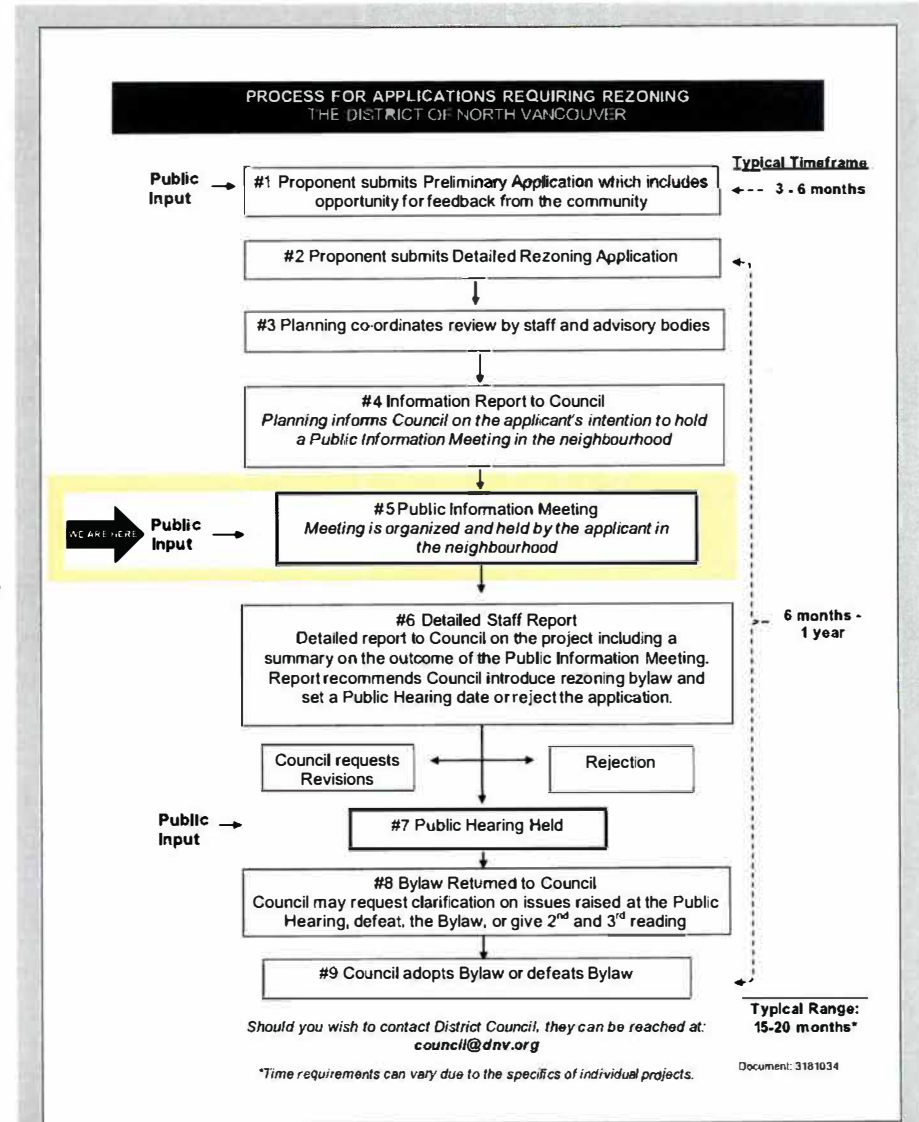 PROCESS FOR APPLICATIONS REQUIRING REZONING
THE DISTRICT OF NORTH VANCOUVER
Typical Timeframe
Public
Input
#1 Proponent submits Preliminary Application which includes
opportunity for feedback from the community
3 - 6 months
#2 Proponent submits Detailed Rezoning Application
#3 Planning co-ordinates review by staff and advisory bodies
#4 Information Report to Council
Planning informs Council on the applicant's intention to hold
a Public Information Meeting in the neighbourhood
WE ARE HERE
Public
Input
#5 Public Information Meeting
Meeting is organized and held by the applicant in
the neighbourhood
#6 Detailed Staff Report
Detailed report to Council on the project including a
summary on the outcome of the Public Information Meeting.
Report recommends Council introduce rezoning bylaw and
set a Public Hearing date or reject the application.
6 months -
1 year
Council requests
Revisions
Rejection
Public
Input
#7 Public Hearing Held
#8 Bylaw Returned to Council
Council may request clarification on issues raised at the Public
Hearing, defeat, the Bylaw, or give 2nd and 3rd reading
#9 Council adopts Bylaw or defeats Bylaw
Typical Range:
15-20 months*
Should you wish to contact District Council, they can be reached at:
council@dnv.org
*Time requirements can vary due to the specifics of individual projects.
Document: 3181034